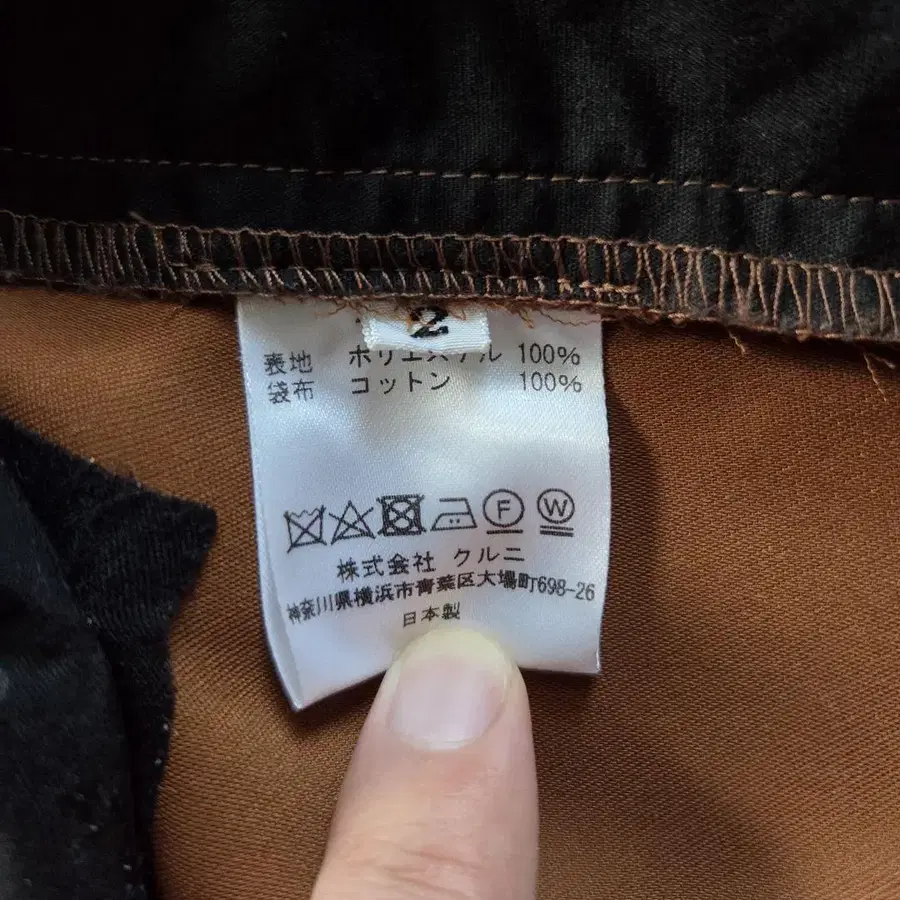 2
表地 ポリエステル 100%
袋布 コットン 100%
F W
株式会社 クルニ
神奈川県横浜市青葉区大場町698-26
日本製